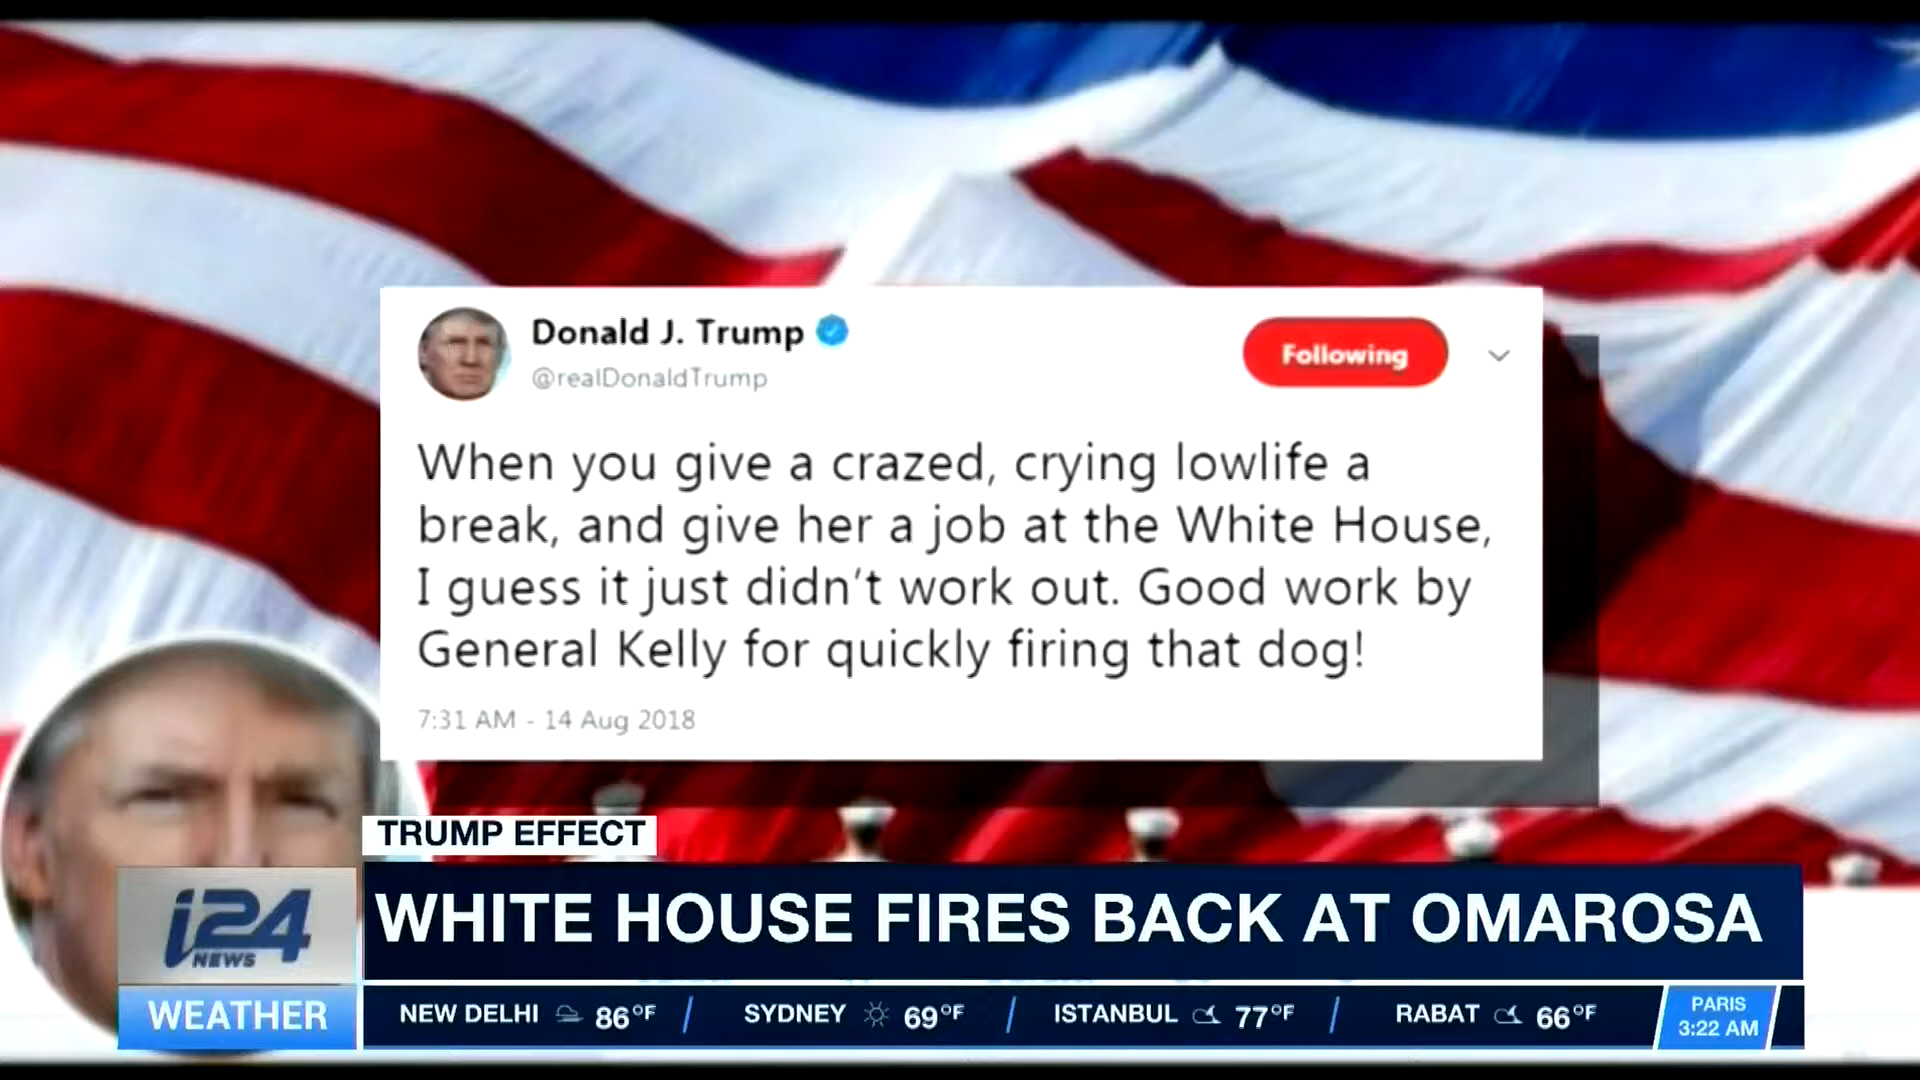 Donald J. Trump
@realDonaldTrump
Following
When you give a crazed, crying lowlife a
break, and give her a job at the White House,
I guess it just didn't work out. Good work by
General Kelly for quickly firing that dog!
7:31 AM - 14 Aug 2018
TRUMP EFFECT
i24
NEWS
WHITE HOUSE FIRES BACK AT OMAROSA
WEATHER
NEW DELHI 86°F / SYDNEY 69°F / ISTANBUL 77°F / RABAT 66°F
PARIS
3:22 AM